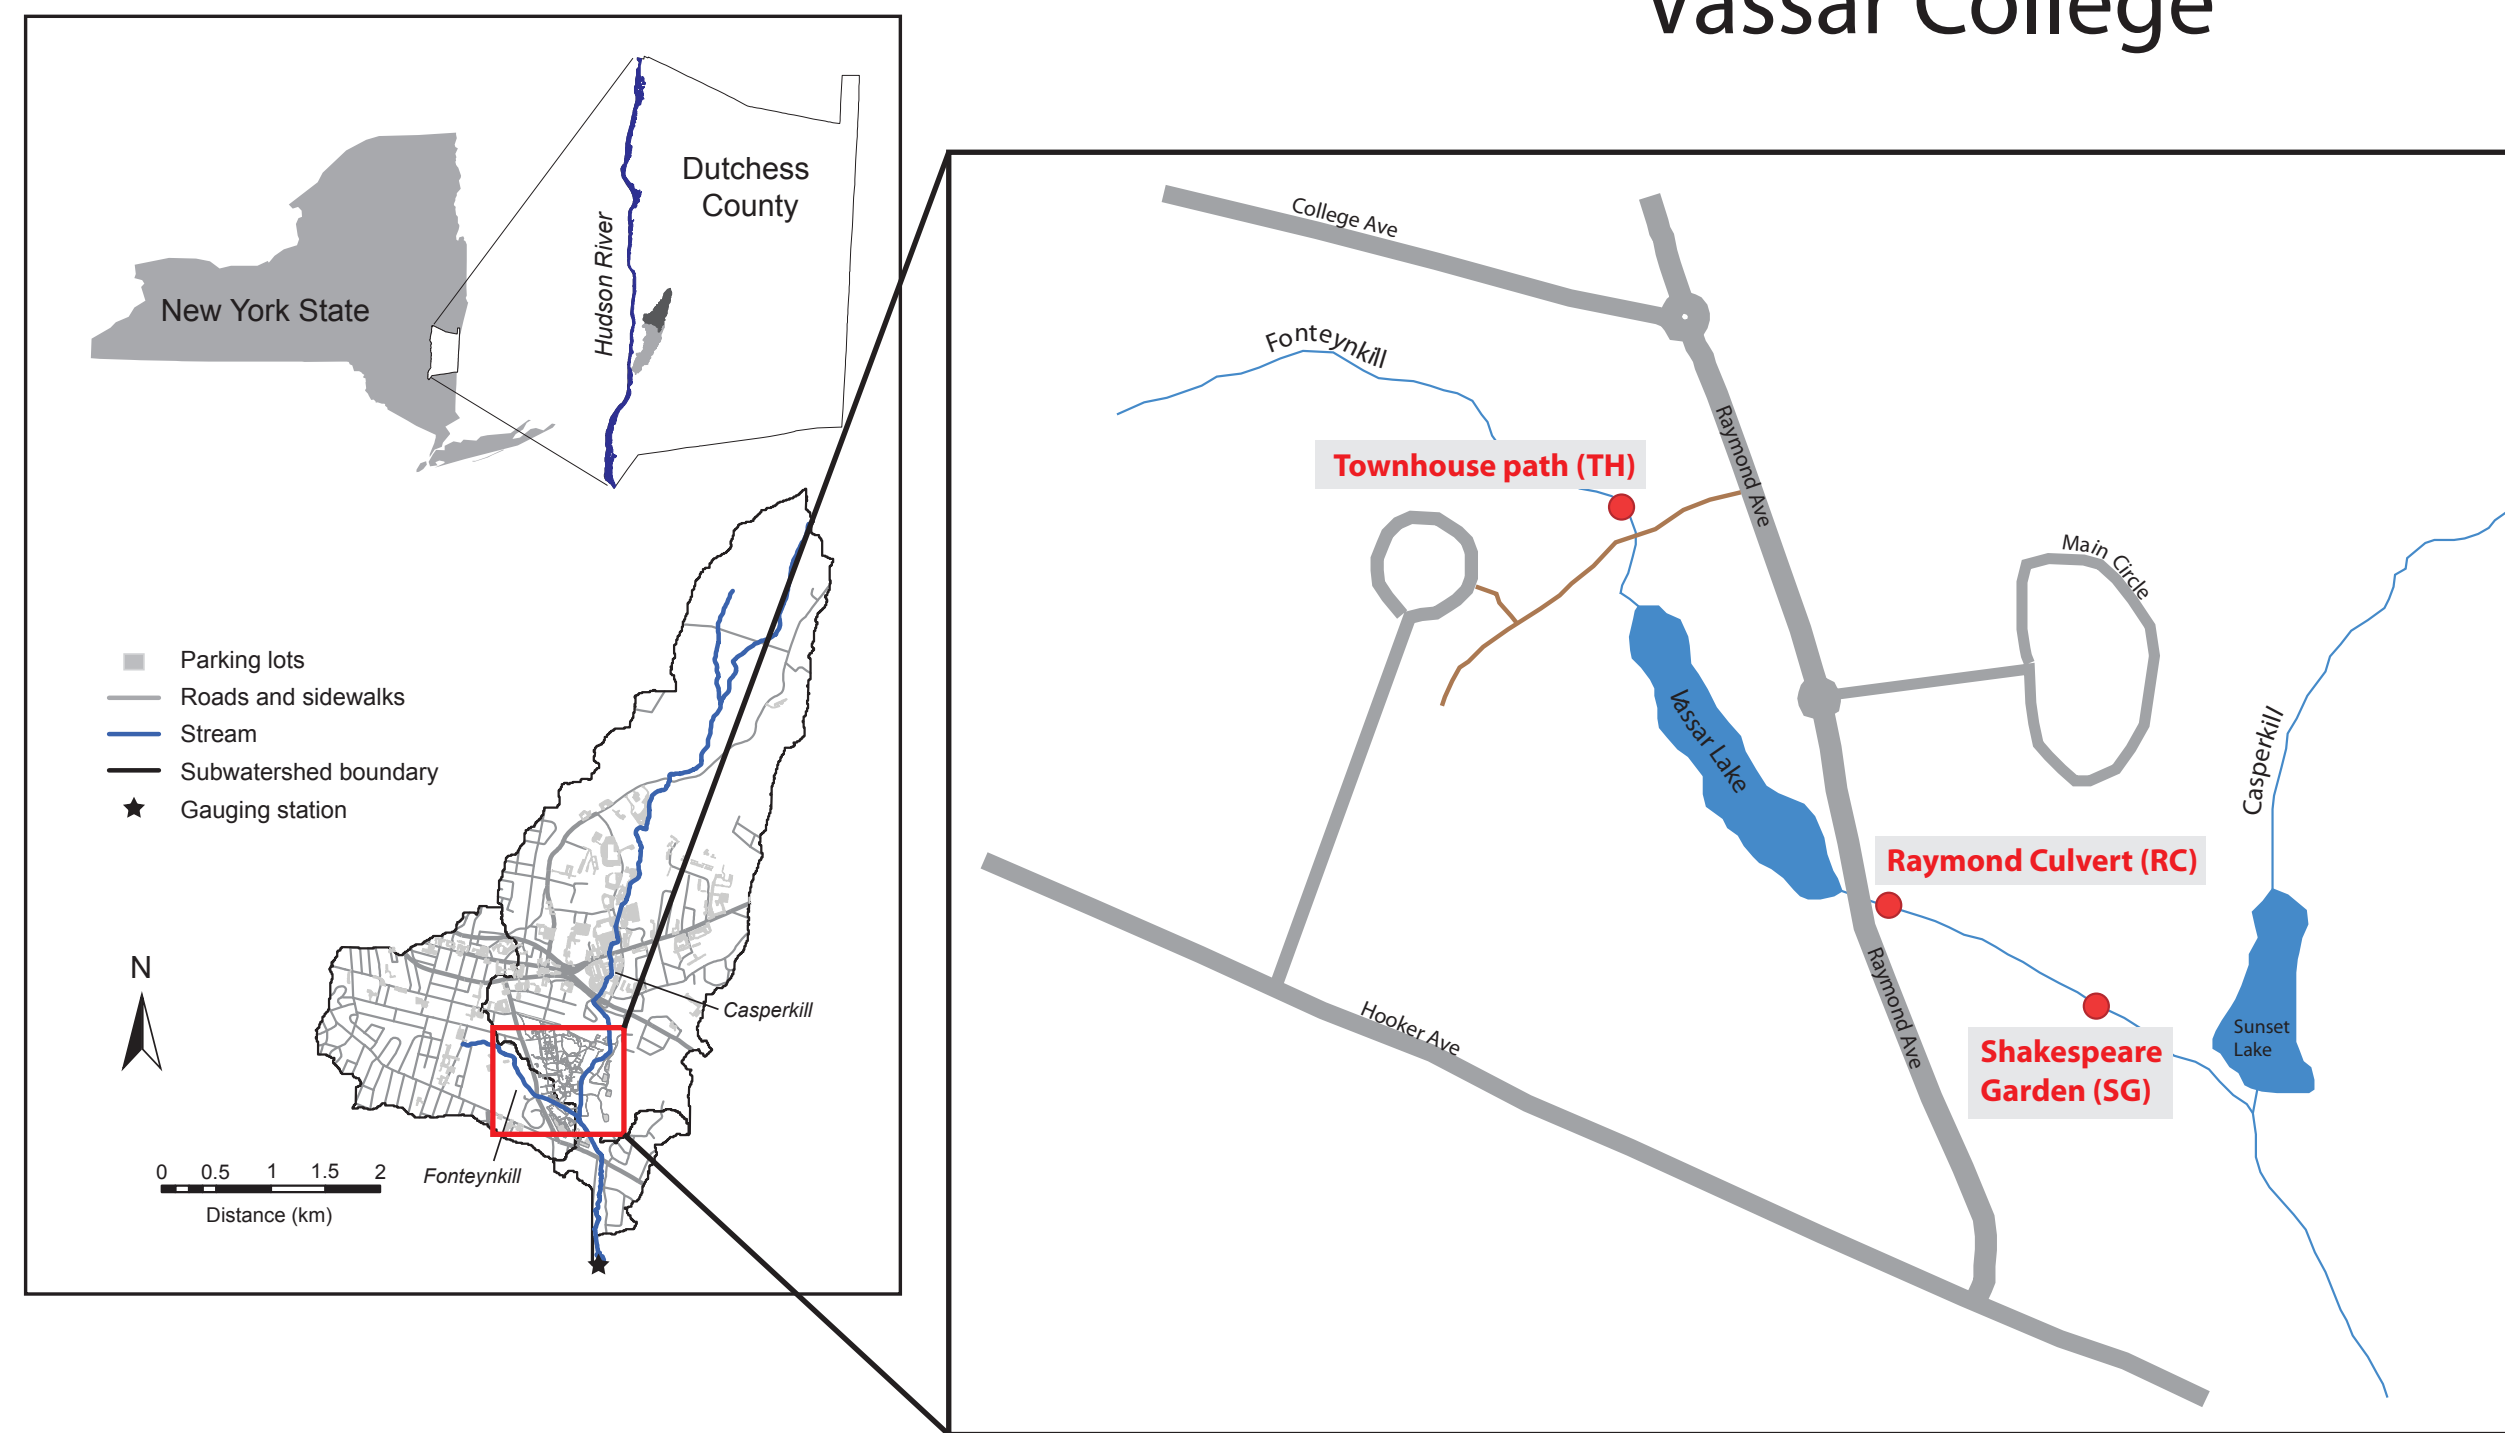 Vassar College
Dutchess
County
Hudson River
New York State
Parking lots
Roads and sidewalks
Stream
Subwatershed boundary
Gauging station
N
Casperkill
Fonteynkill
0 0.5 1 1.5 2
Distance (km)
College Ave
Fonteynkill
Townhouse path (TH)
Raymond Ave
Main Circle
Vassar Lake
Casperkill
Raymond Culvert (RC)
Hooker Ave
Raymond Ave
Sunset
Lake
Shakespeare
Garden (SG)